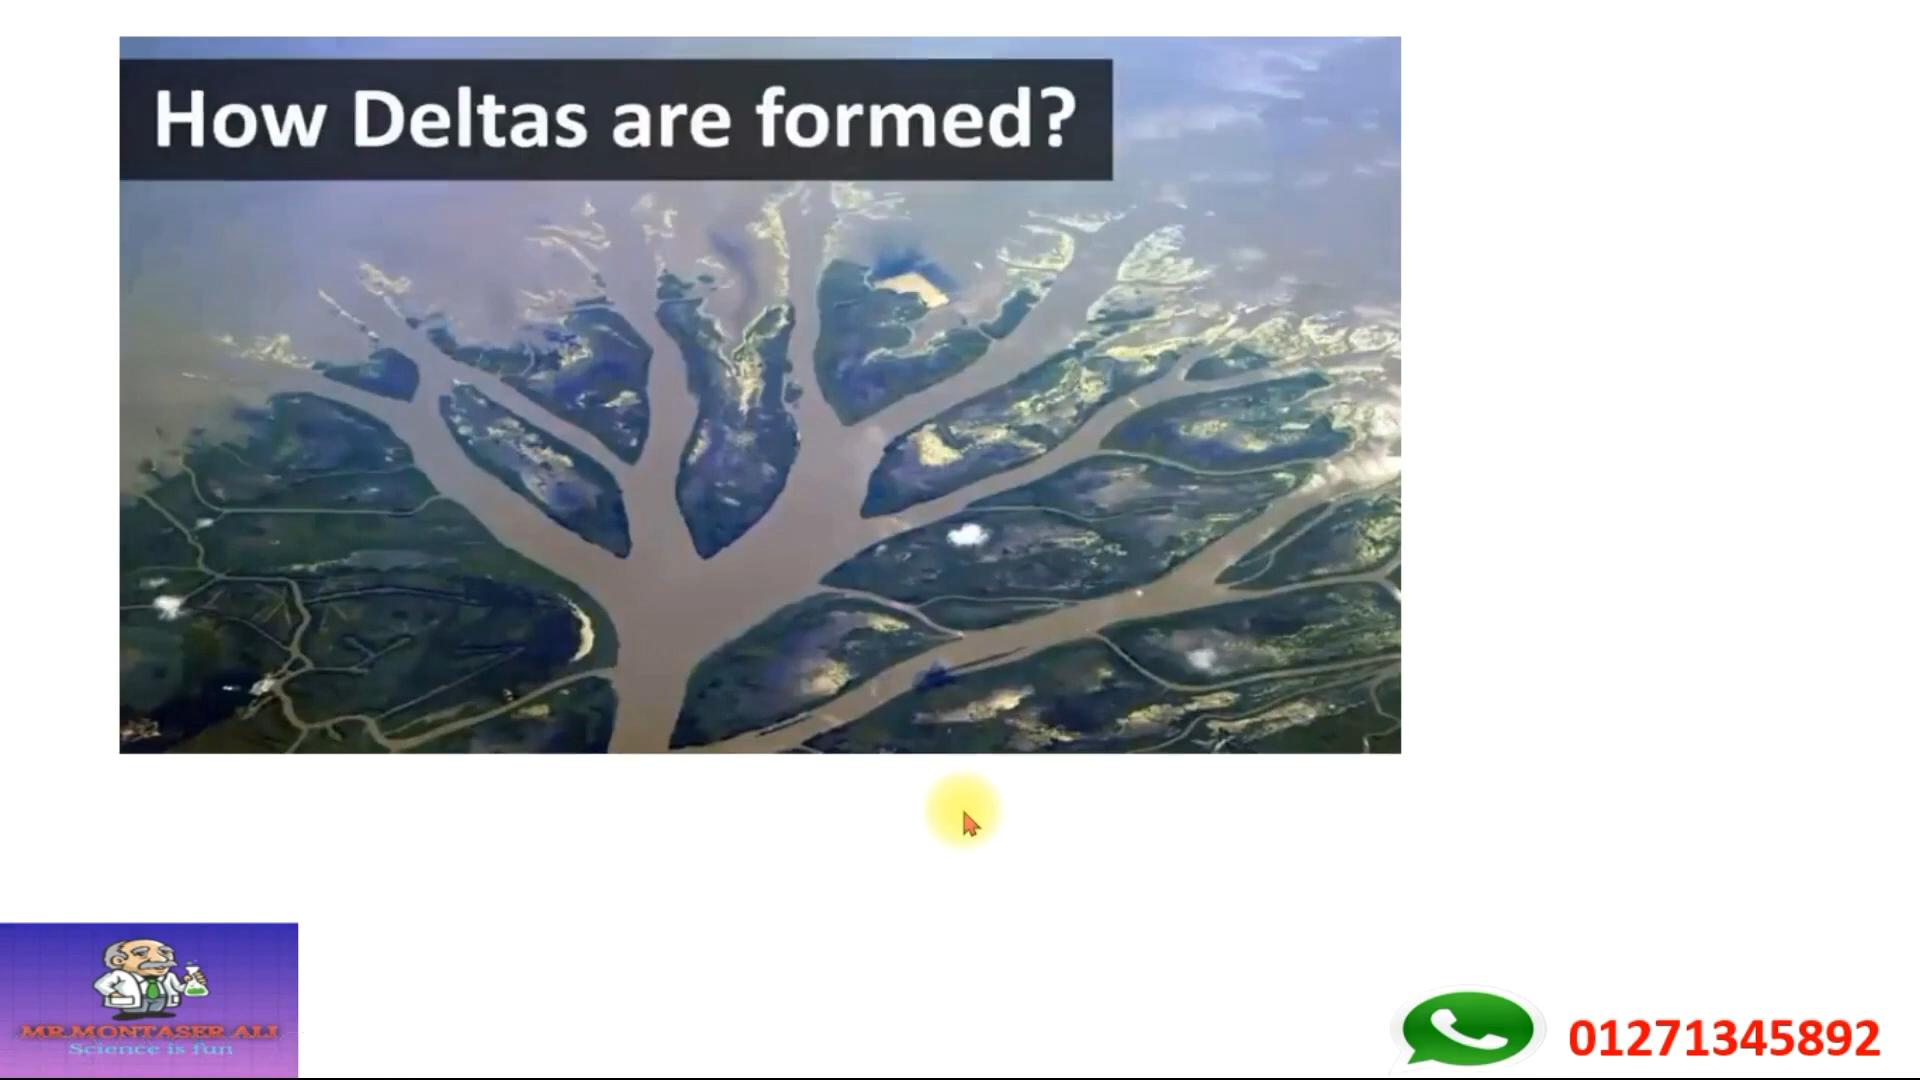 How Deltas are formed?
MR.MONTASER ALI
Science is fun
01271345892